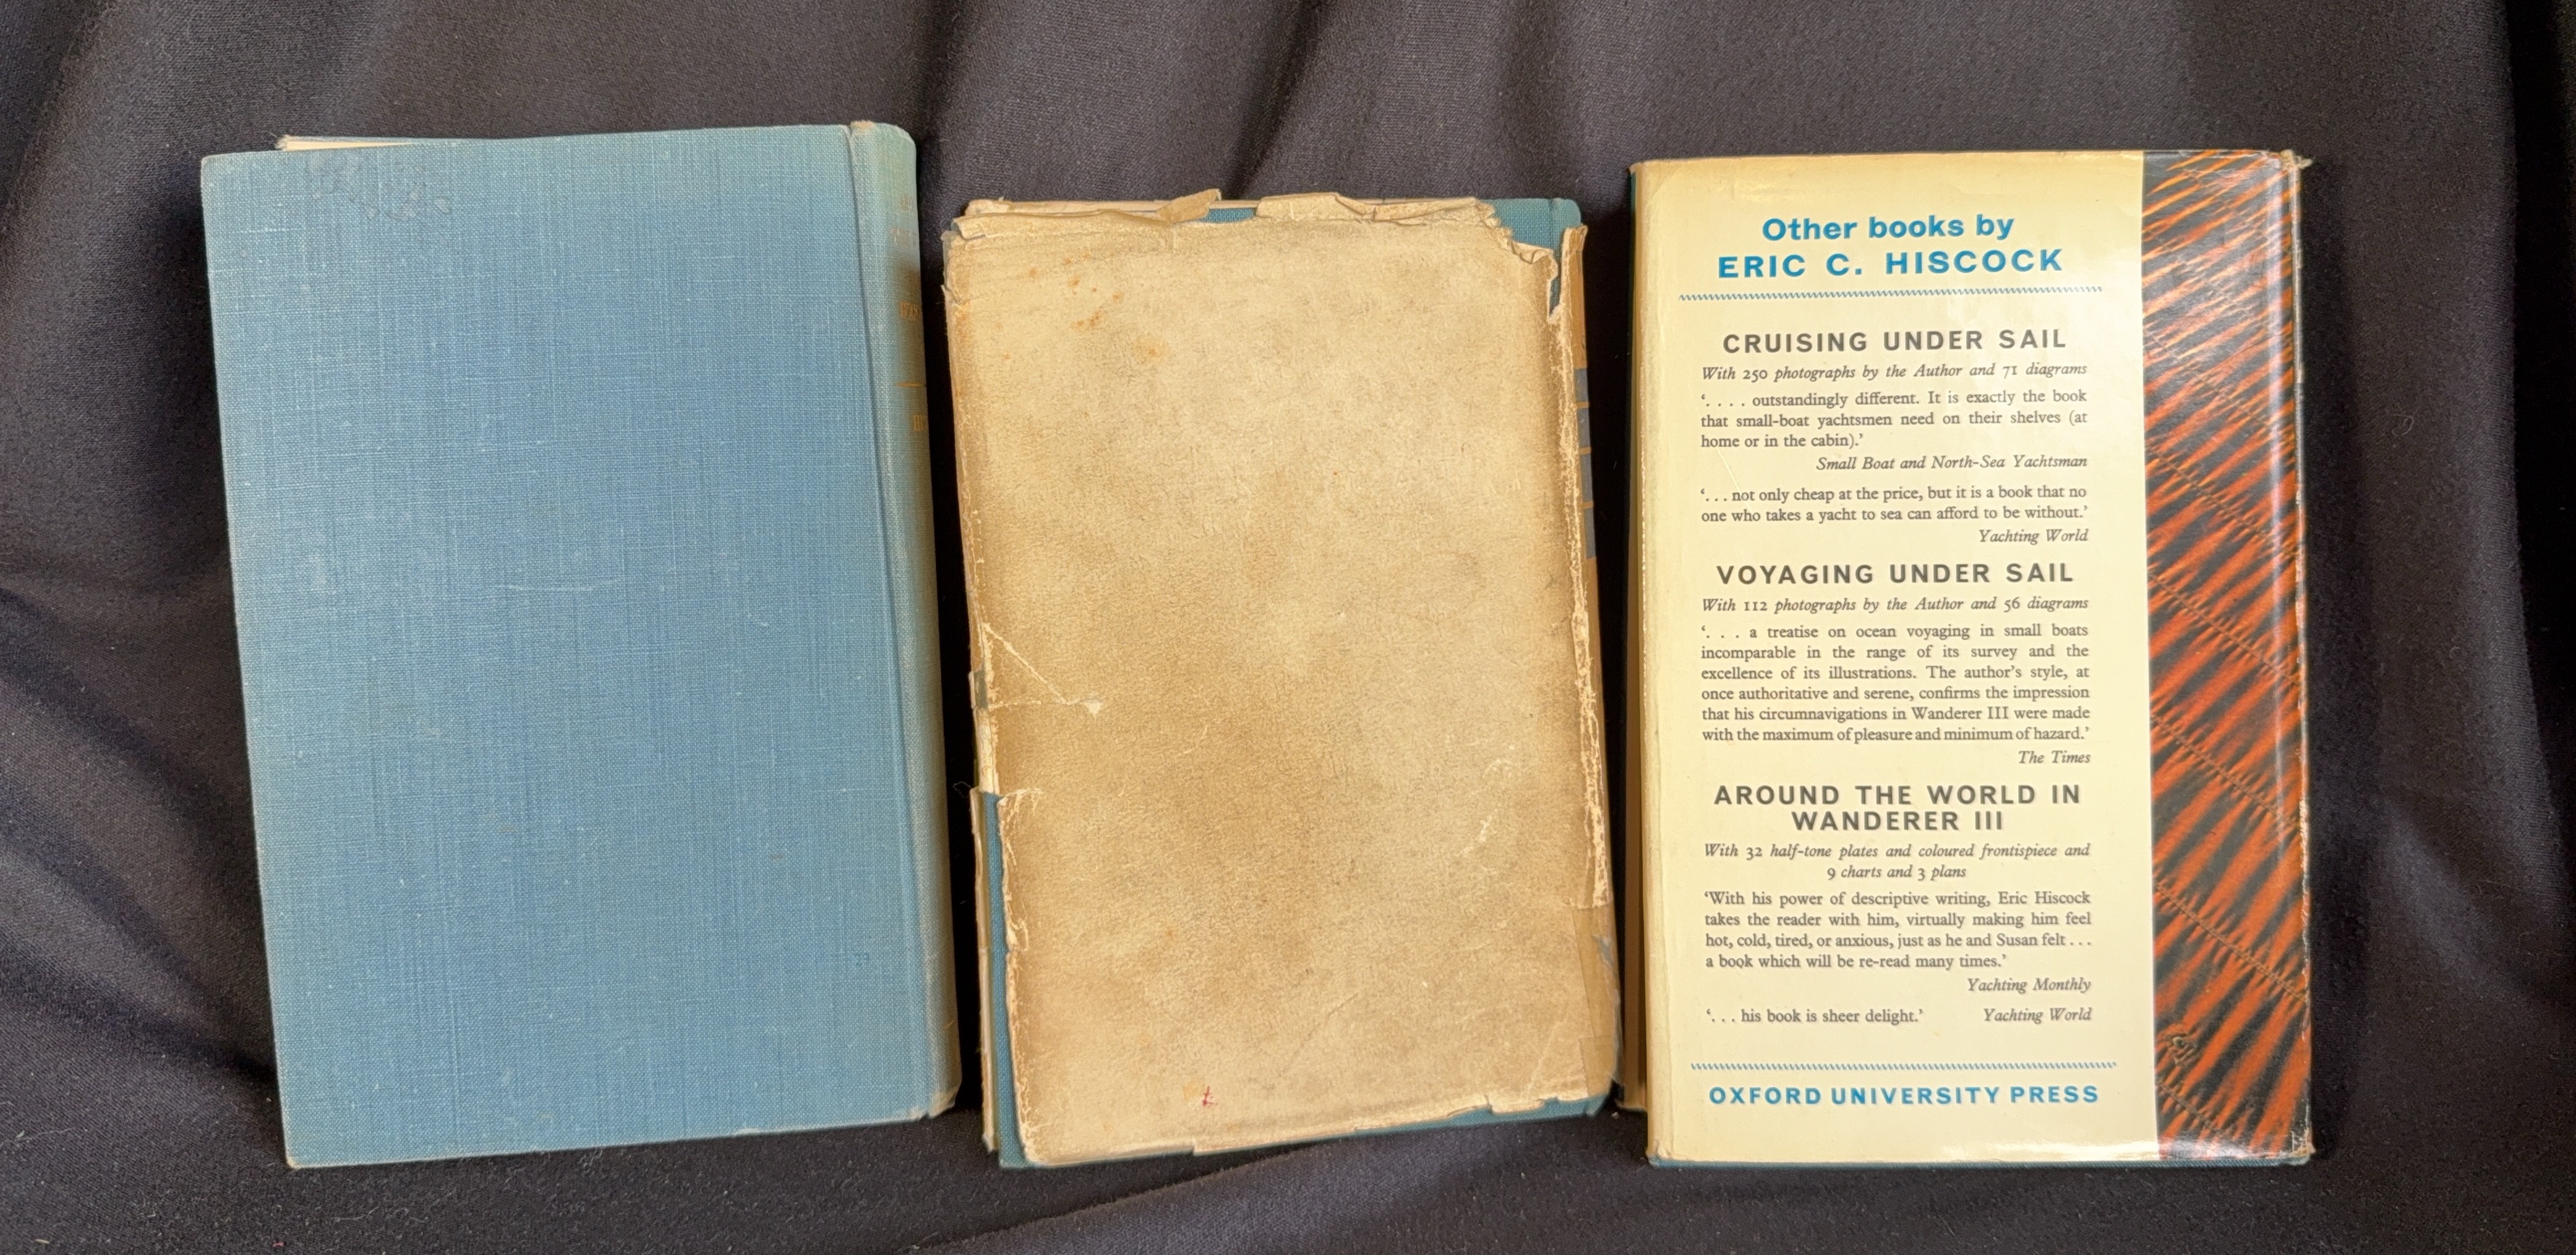 Other books by
ERIC C. HISCOCK
CRUISING UNDER SAIL
With 250 photographs by the Author and 71 diagrams
‘. . . . outstandingly different. It is exactly the book
that small-boat yachtsmen need on their shelves (at
home or in the cabin).’
Small Boat and North-Sea Yachtsman
‘. . . not only cheap at the price, but it is a book that no
one who takes a yacht to sea can afford to be without.’
Yachting World
VOYAGING UNDER SAIL
With 112 photographs by the Author and 56 diagrams
‘. . . a treatise on ocean voyaging in small boats
incomparable in the range of its survey and the
excellence of its illustrations. The author’s style, at
once authoritative and serene, confirms the impression
that his circumnavigations in Wanderer III were made
with the maximum of pleasure and minimum of hazard.’
The Times
AROUND THE WORLD IN
WANDERER III
With 32 half-tone plates and coloured frontispiece and
9 charts and 3 plans
‘With his power of descriptive writing, Eric Hiscock
takes the reader with him, virtually making him feel
hot, cold, tired, or anxious, just as he and Susan felt . . .
a book which will be re-read many times.’
Yachting Monthly
‘. . . his book is sheer delight.’ Yachting World
OXFORD UNIVERSITY PRESS